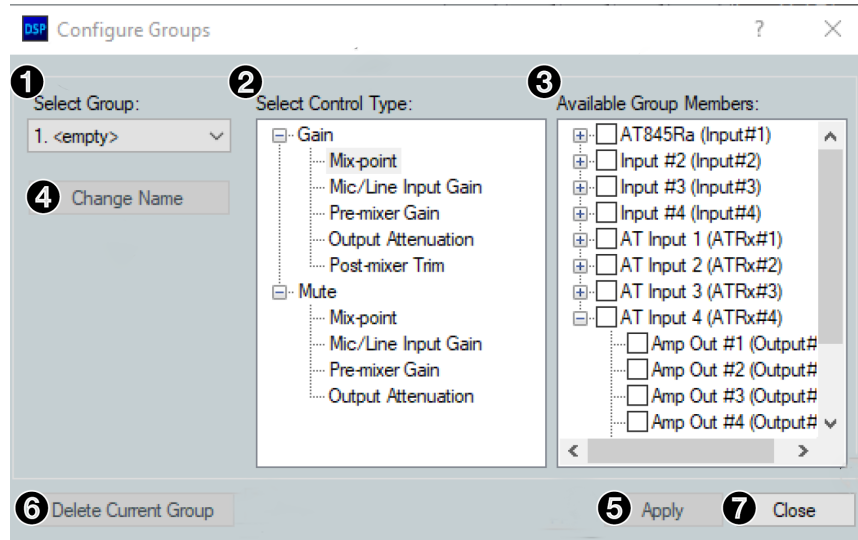 DSP Configure Groups ? ×
1 Select Group:
1. <empty>
4 Change Name
2 Select Control Type:
Gain
Mix-point
Mic/Line Input Gain
Pre-mixer Gain
Output Attenuation
Post-mixer Trim
Mute
Mix-point
Mic/Line Input Gain
Pre-mixer Gain
Output Attenuation
3 Available Group Members:
AT845Ra (Input#1)
Input #2 (Input#2)
Input #3 (Input#3)
Input #4 (Input#4)
AT Input 1 (ATRx#1)
AT Input 2 (ATRx#2)
AT Input 3 (ATRx#3)
AT Input 4 (ATRx#4)
Amp Out #1 (Output#
Amp Out #2 (Output#
Amp Out #3 (Output#
Amp Out #4 (Output#
6 Delete Current Group
5 Apply
7 Close